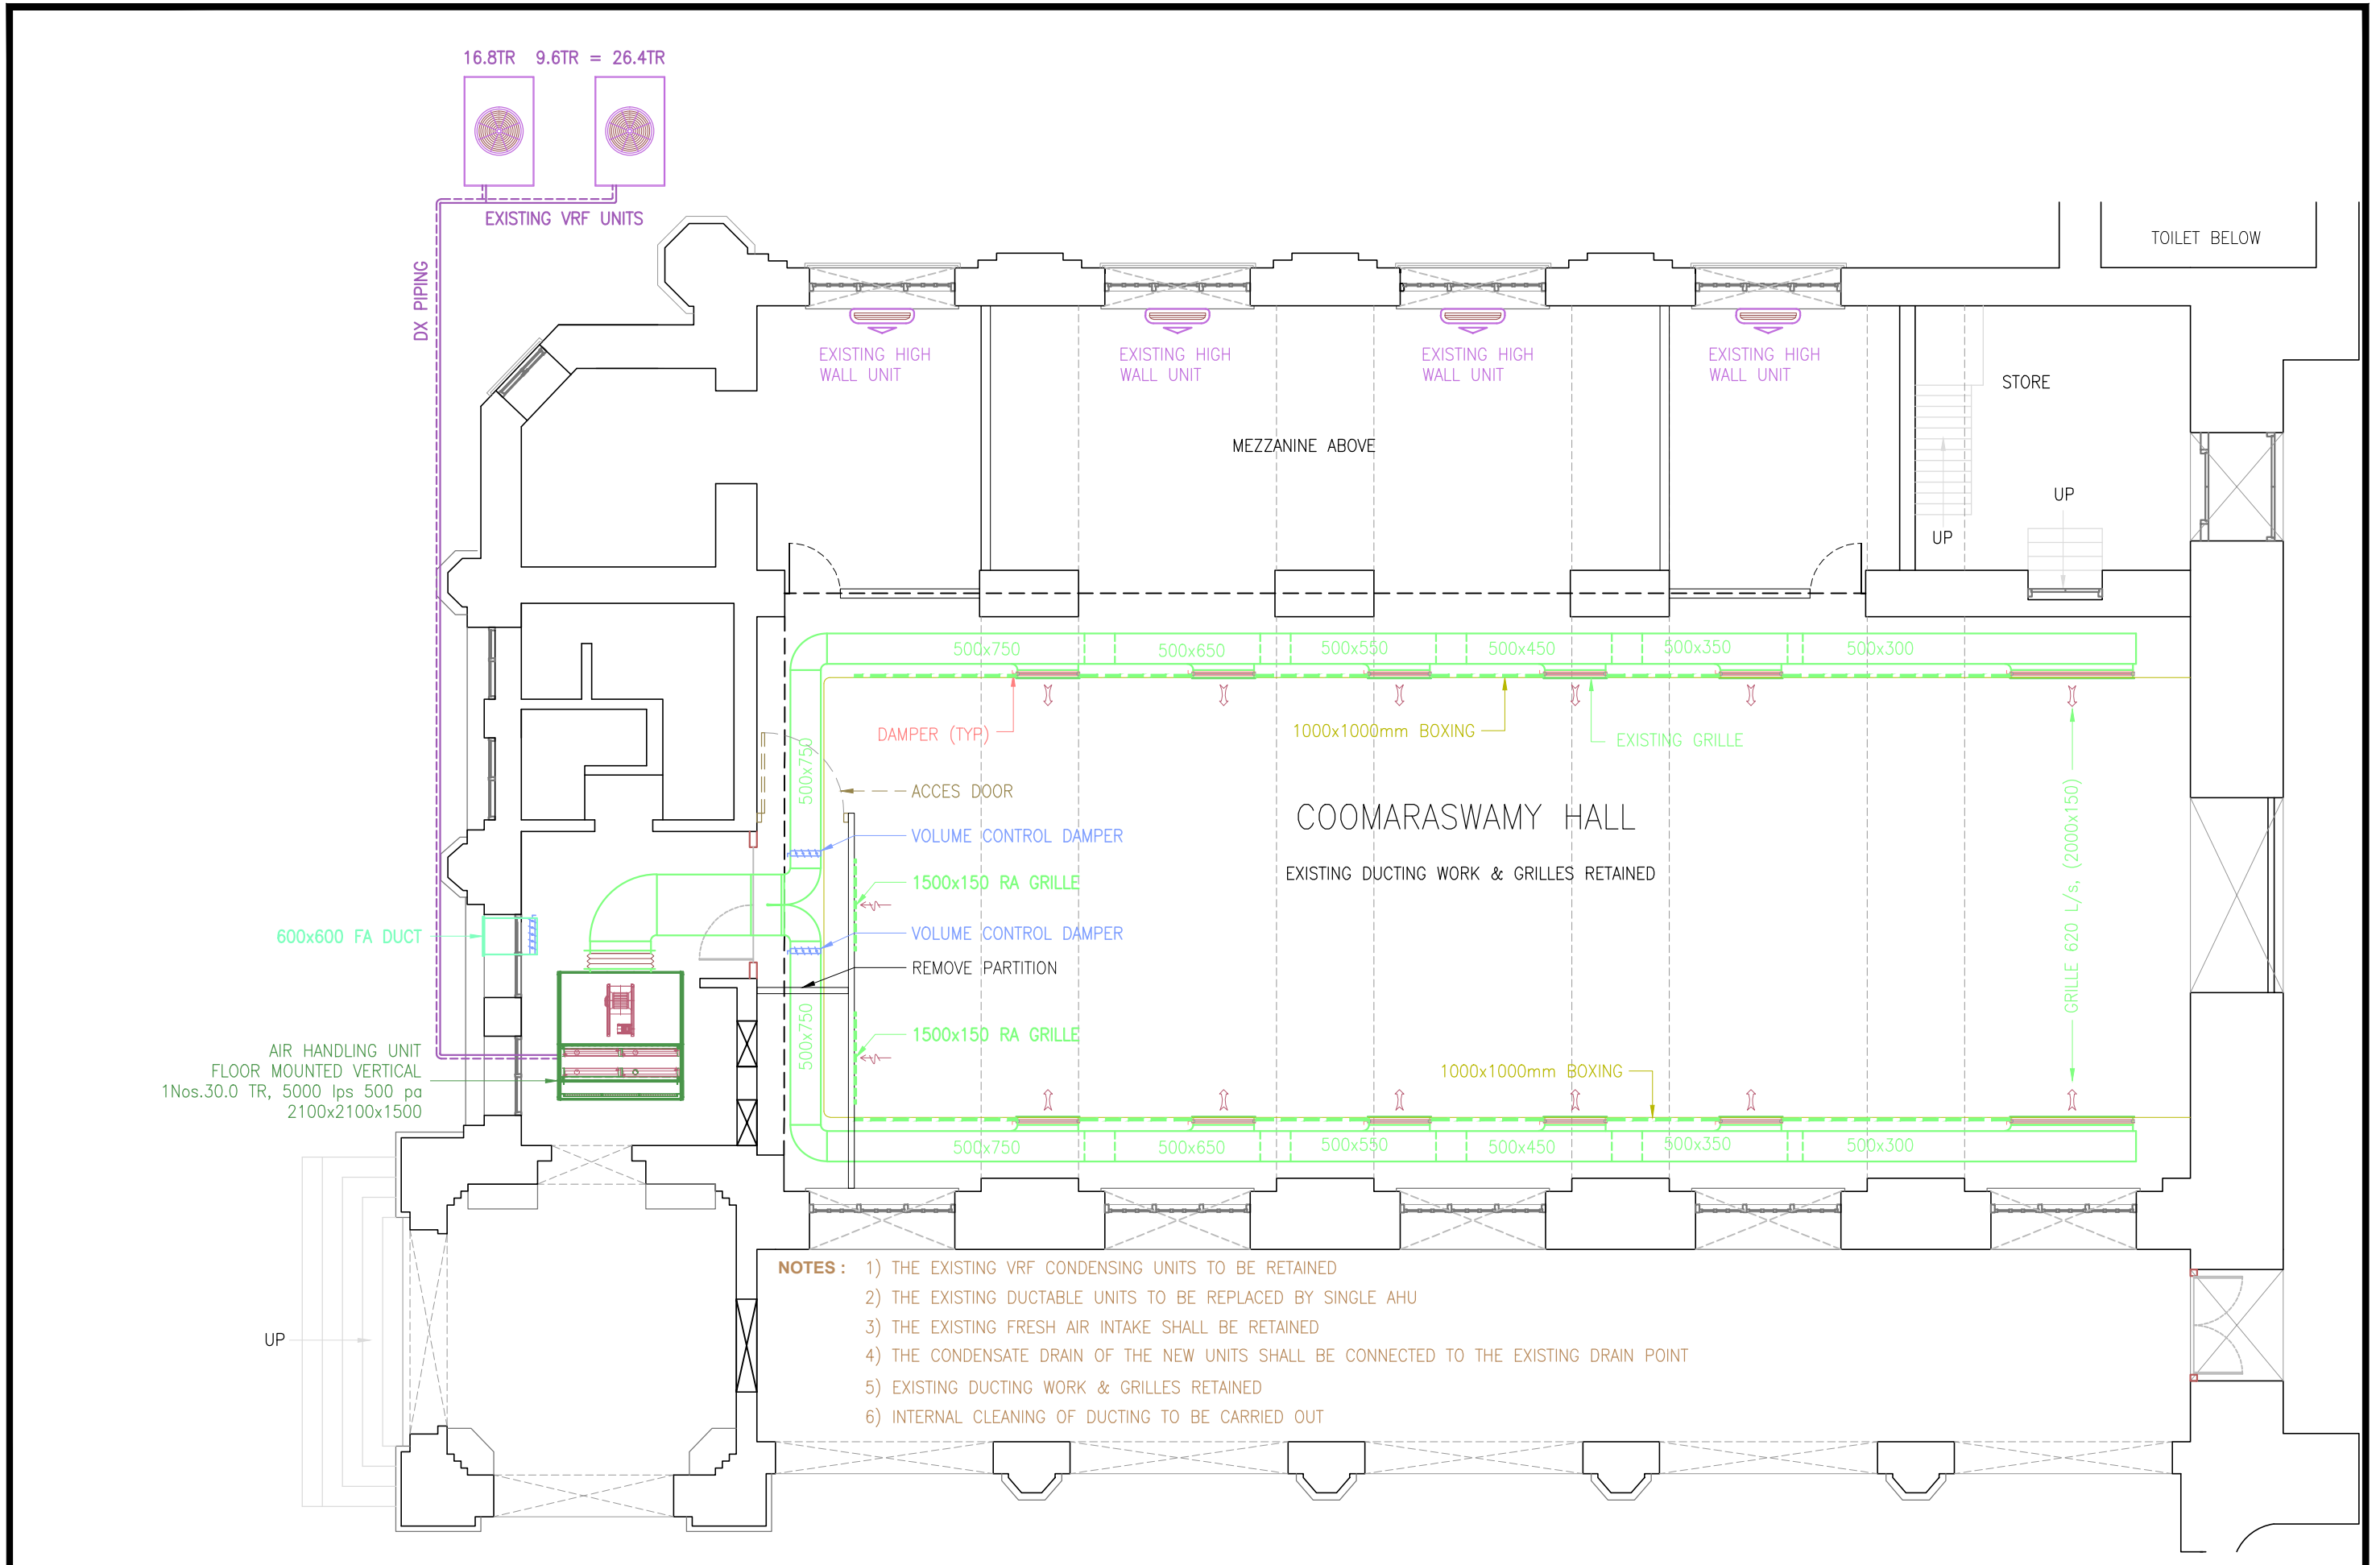 16.8TR 9.6TR = 26.4TR
EXISTING VRF UNITS
DX PIPING
TOILET BELOW
EXISTING HIGH
WALL UNIT
EXISTING HIGH
WALL UNIT
EXISTING HIGH
WALL UNIT
EXISTING HIGH
WALL UNIT
STORE
MEZZANINE ABOVE
UP
UP
500x750
500x650
500x550
500x450
500x350
500x300
DAMPER (TYP)
1000x1000mm BOXING
EXISTING GRILLE
500x750
ACCES DOOR
COOMARASWAMY HALL
VOLUME CONTROL DAMPER
EXISTING DUCTING WORK & GRILLES RETAINED
1500x150 RA GRILLE
GRILLE 620 L/s, (2000x150)
600x600 FA DUCT
VOLUME CONTROL DAMPER
REMOVE PARTITION
500x750
1500x150 RA GRILLE
AIR HANDLING UNIT
FLOOR MOUNTED VERTICAL
1Nos.30.0 TR, 5000 lps 500 pa
2100x2100x1500
1000x1000mm BOXING
500x750
500x650
500x550
500x450
500x350
500x300
NOTES : 1) THE EXISTING VRF CONDENSING UNITS TO BE RETAINED
2) THE EXISTING DUCTABLE UNITS TO BE REPLACED BY SINGLE AHU
3) THE EXISTING FRESH AIR INTAKE SHALL BE RETAINED
4) THE CONDENSATE DRAIN OF THE NEW UNITS SHALL BE CONNECTED TO THE EXISTING DRAIN POINT
5) EXISTING DUCTING WORK & GRILLES RETAINED
6) INTERNAL CLEANING OF DUCTING TO BE CARRIED OUT
UP